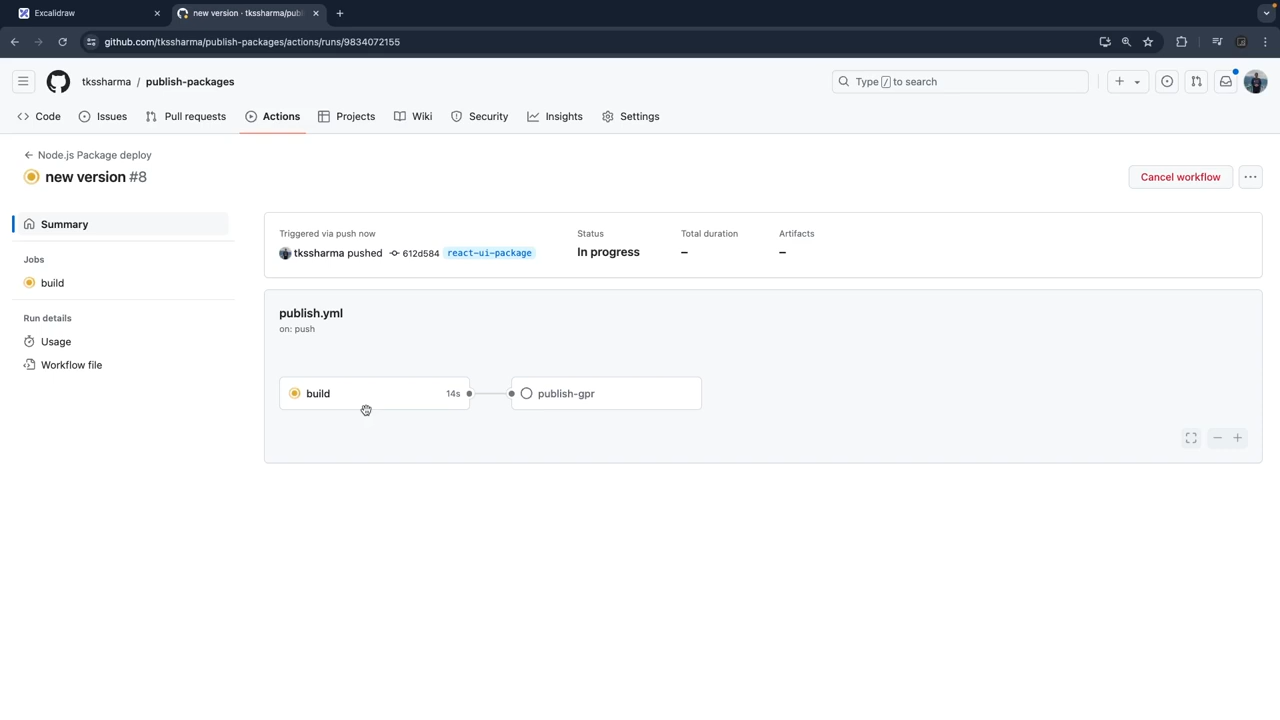 Excalidraw
new version · tkssharma/publ
github.com/tkssharma/publish-packages/actions/runs/9834072155
tkssharma / publish-packages
Type / to search
Code Issues Pull requests Actions Projects Wiki Security Insights Settings
Node.js Package deploy
new version #8
Cancel workflow
Summary
Jobs
build
Run details
Usage
Workflow file
Triggered via push now
tkssharma pushed 612d584 react-ui-package
Status
In progress
Total duration
–
Artifacts
–
publish.yml
on: push
build 14s
publish-gpr